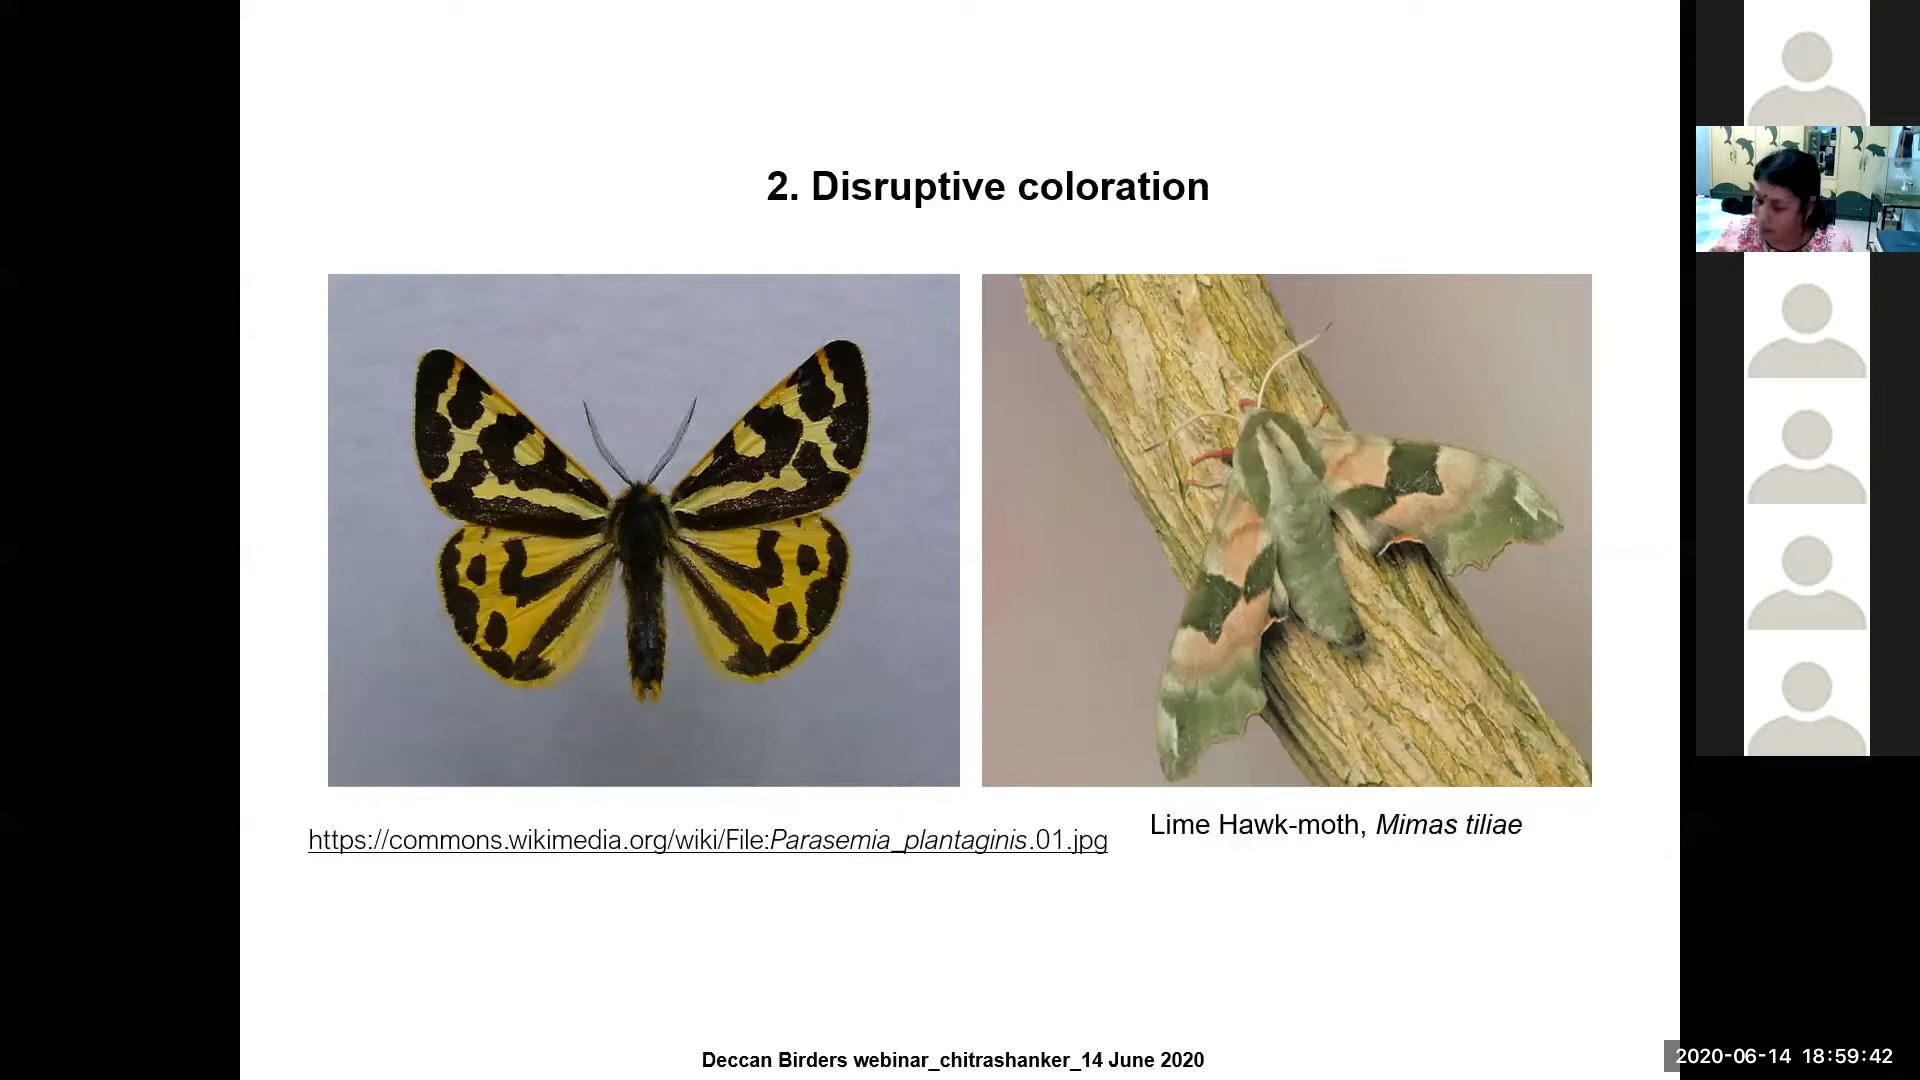 2. Disruptive coloration
https://commons.wikimedia.org/wiki/File:Parasemia_plantaginis.01.jpg
Lime Hawk-moth, Mimas tiliae
Deccan Birders webinar_chitrashanker_14 June 2020
2020-06-14 18:59:42